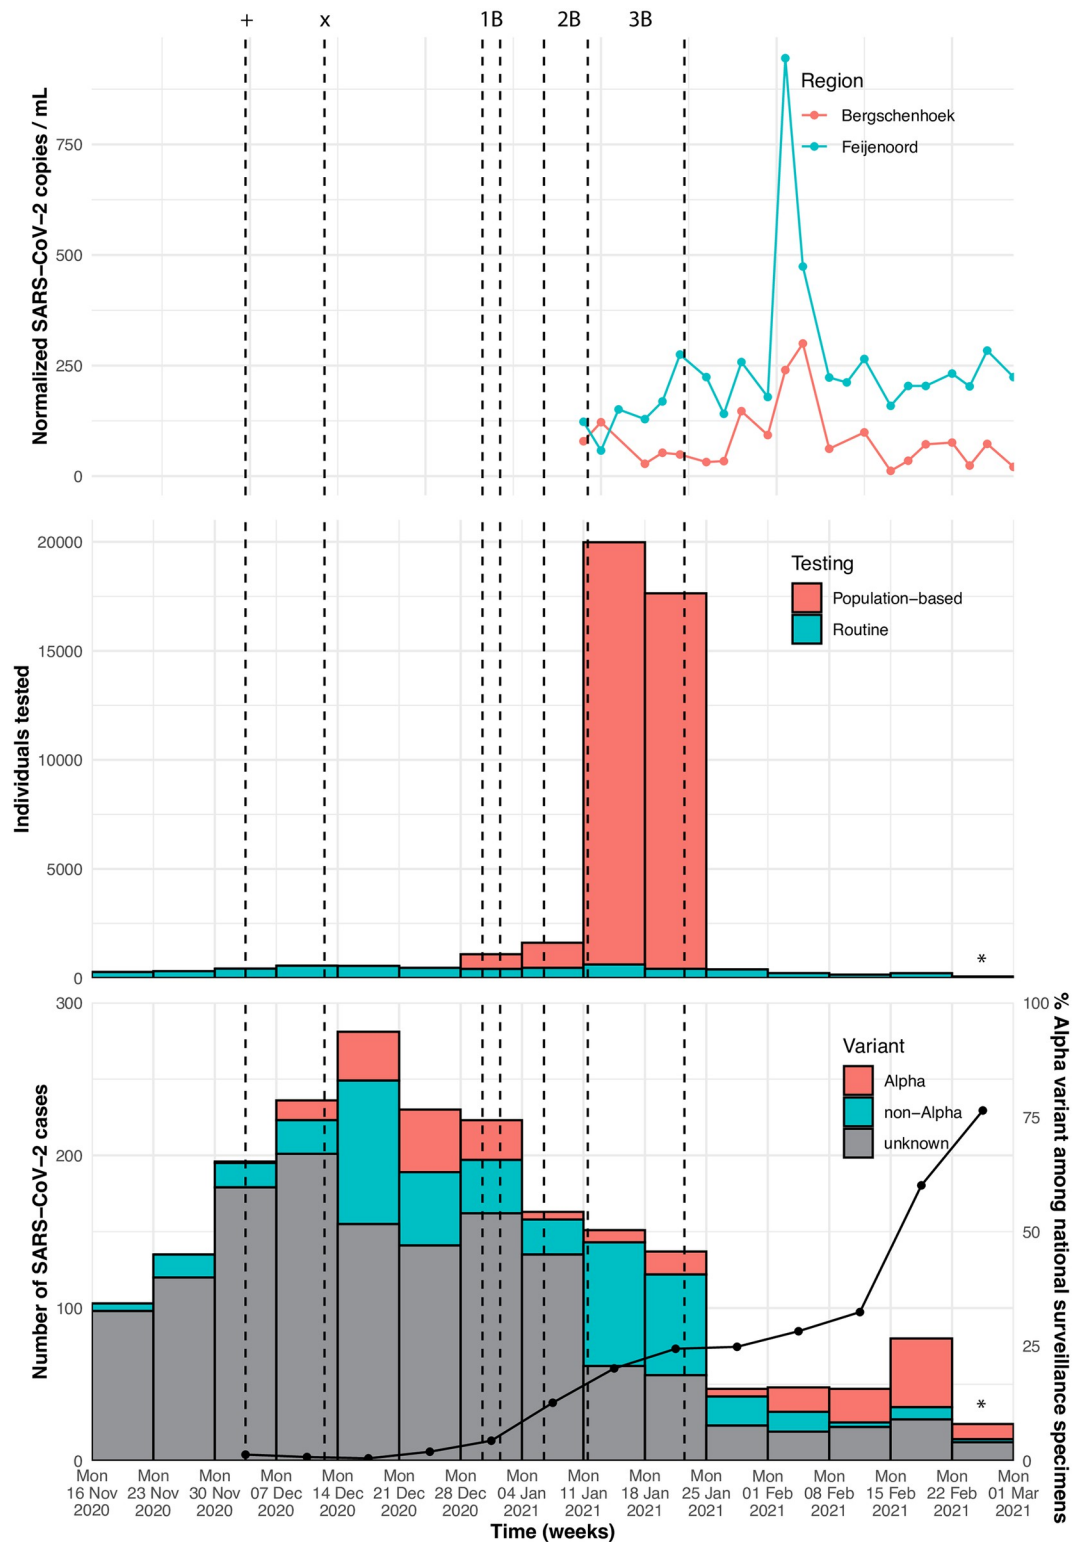 + x 1B 2B 3B
Normalized SARS−CoV−2 copies / mL
750
500
250
0
Region
Bergschenhoek
Feijenoord
Individuals tested
20000
15000
10000
5000
0
Testing
Population−based
Routine
*
Number of SARS−CoV−2 cases
300
200
100
0
Variant
Alpha
non−Alpha
unknown
*
100
75
50
25
0
% Alpha variant among national surveillance specimens
Mon Mon Mon Mon Mon Mon Mon Mon Mon Mon Mon Mon Mon Mon Mon Mon
16 Nov 23 Nov 30 Nov 07 Dec 14 Dec 21 Dec 28 Dec 04 Jan 11 Jan 18 Jan 25 Jan 01 Feb 08 Feb 15 Feb 22 Feb 01 Mar
2020 2020 2020 2020 2020 2020 2020 2021 2021 2021 2021 2021 2021 2021 2021 2021
Time (weeks)